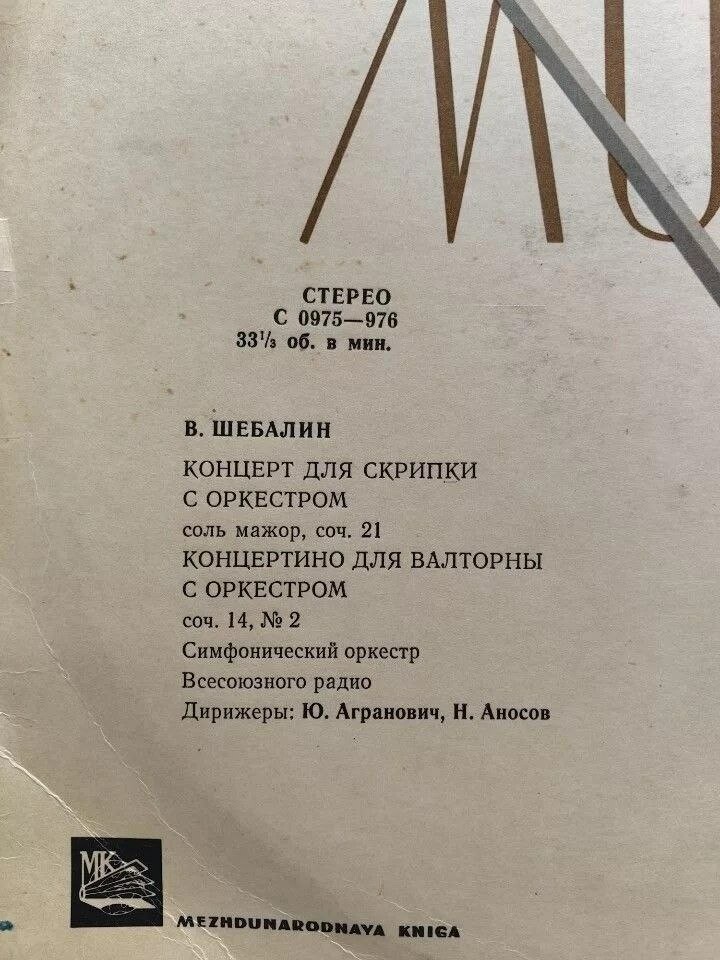 СТЕРЕО
С 0975—976
33⅓ об. в мин.
В. ШЕБАЛИН
КОНЦЕРТ ДЛЯ СКРИПКИ
С ОРКЕСТРОМ
соль мажор, соч. 21
КОНЦЕРТИНО ДЛЯ ВАЛТОРНЫ
С ОРКЕСТРОМ
соч. 14, № 2
Симфонический оркестр
Всесоюзного радио
Дирижеры: Ю. Агранович, Н. Аносов
МК
MEZHDUNARODNAYA KNIGA